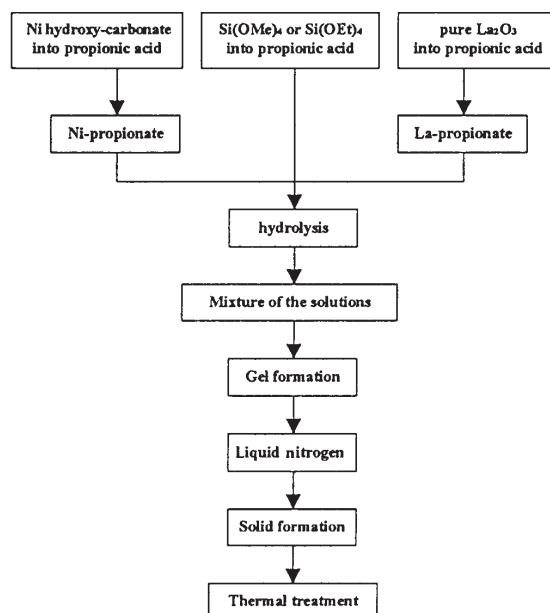 Ni hydroxy-carbonate
into propionic acid
Si(OMe)₄ or Si(OEt)₄
into propionic acid
pure La₂O₃
into propionic acid
Ni-propionate
La-propionate
hydrolysis
Mixture of the solutions
Gel formation
Liquid nitrogen
Solid formation
Thermal treatment